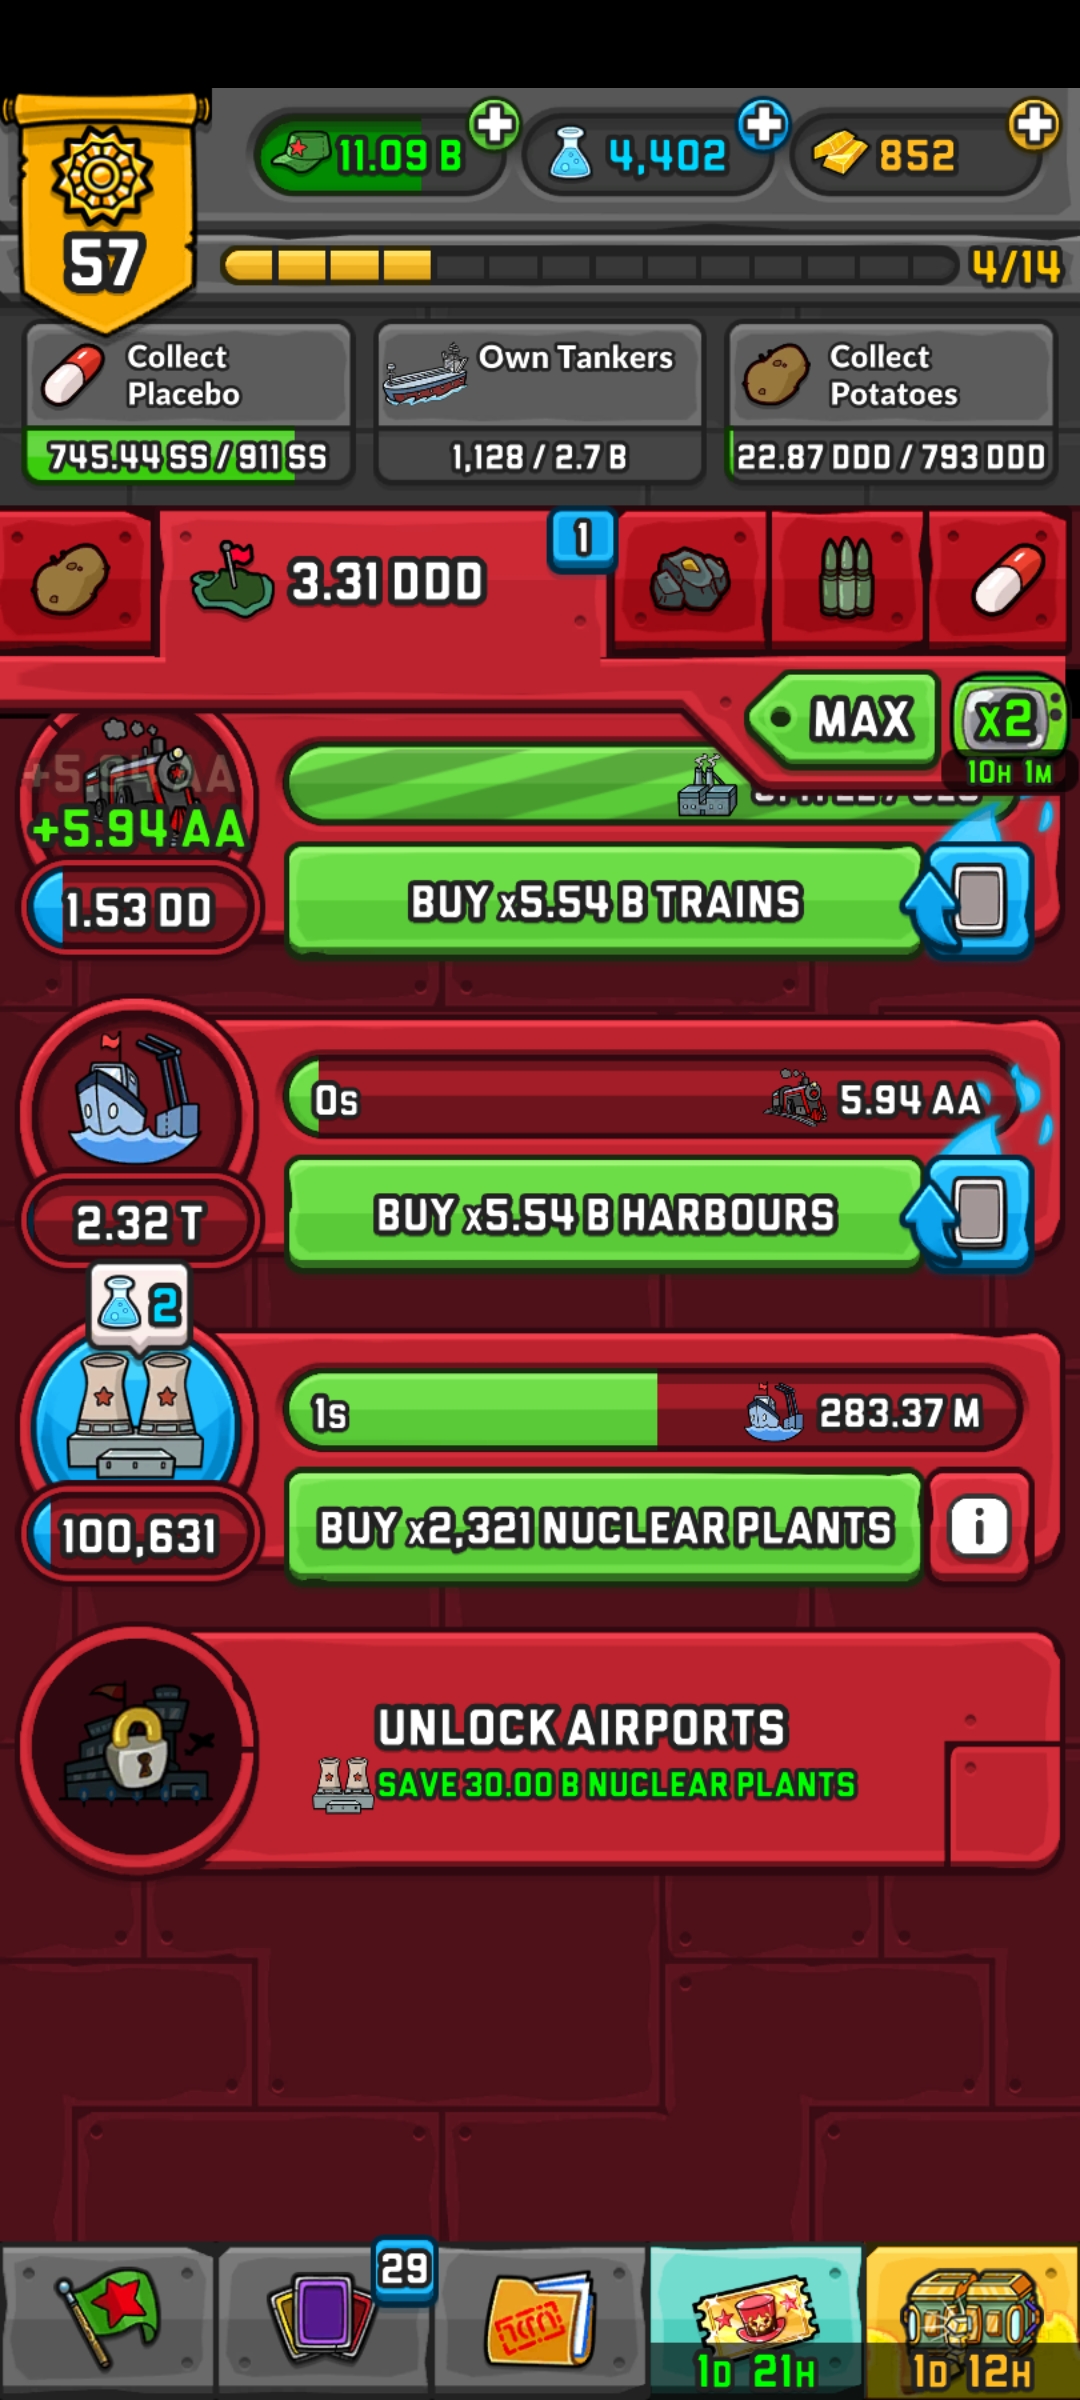 11.09 B
4,402
852
57
4/14
Collect
Placebo
745.44 SS / 911 SS
Own Tankers
1,128 / 2.7 B
Collect
Potatoes
22.87 DDD / 793 DDD
3.31 DDD
1
MAX
x2
10H 1M
+5.94 AA
+5.94 AA
1.53 DD
BUY x5.54 B TRAINS
0s
5.94 AA
2.32 T
BUY x5.54 B HARBOURS
2
1s
283.37 M
100,631
BUY x2,321 NUCLEAR PLANTS
i
UNLOCK AIRPORTS
SAVE 30.00 B NUCLEAR PLANTS
29
1D 21H
1D 12H